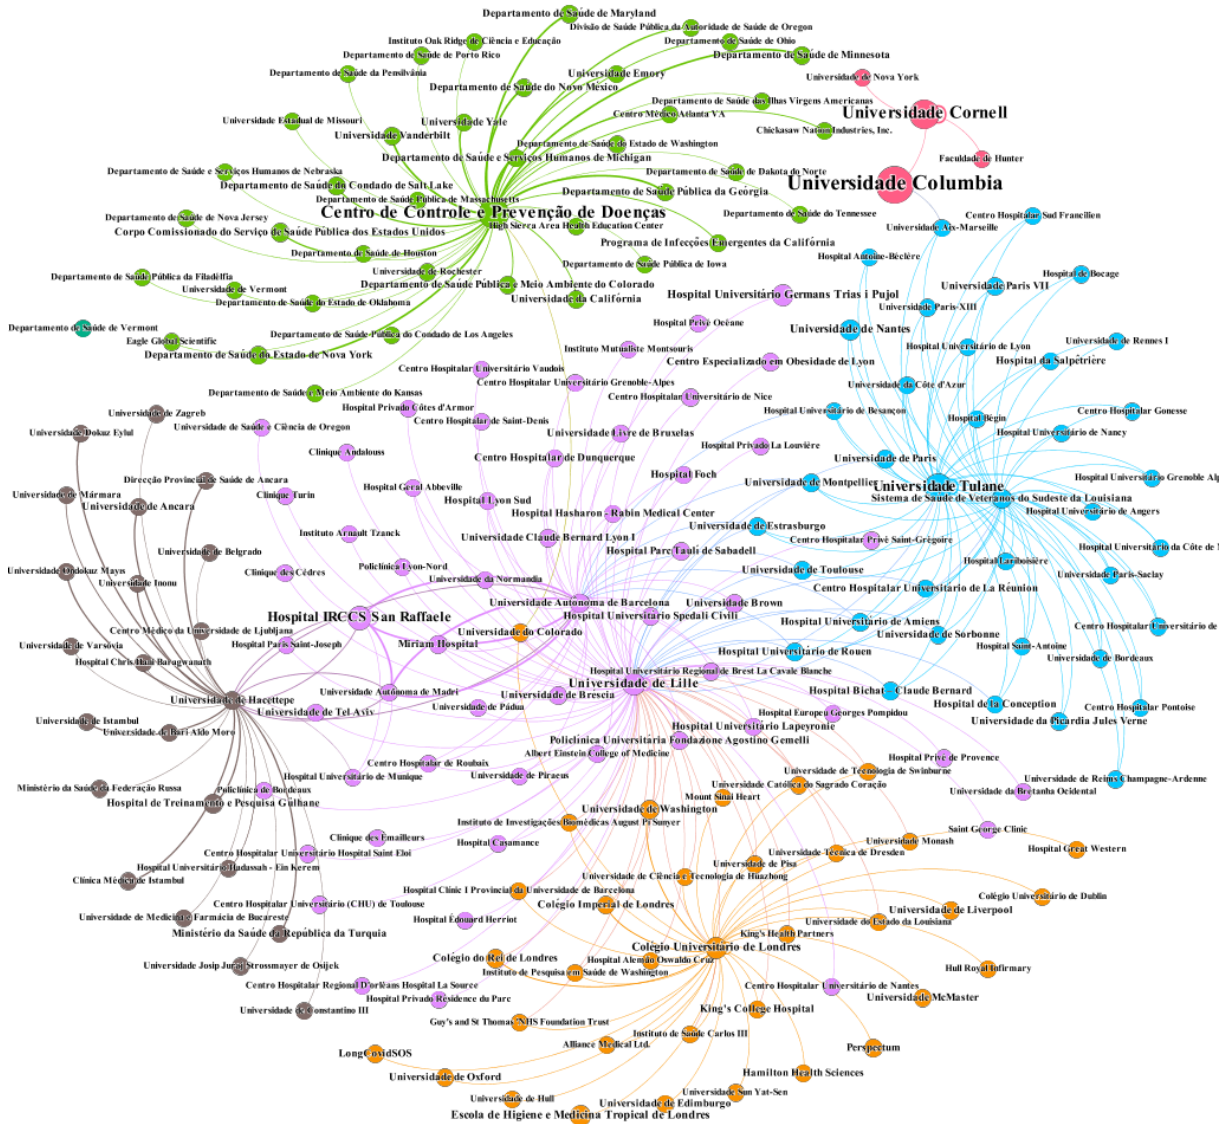 Departamento de Saúde de Maryland
Divisão de Saúde Pública da Autoridade de Saúde de Oregon
Instituto Oak Ridge de Ciência e Educação
Departamento de Saúde de Ohio
Departamento de Saúde de Porto Rico
Departamento de Saúde de Minnesota
Departamento de Saúde da Pensilvânia
Universidade Emory
Universidade de Nova York
Departamento de Saúde do Novo México
Departamento de Saúde das Ilhas Virgens Americanas
Universidade Cornell
Centro Médico Atlanta VA
Universidade Estadual de Missouri
Universidade Yale
Chickasaw Nation Industries, Inc.
Universidade Vanderbilt
Departamento de Saúde do Estado de Washington
Departamento de Saúde e Serviços Humanos de Michigan
Faculdade de Hunter
Departamento de Saúde e Serviços Humanos de Nebraska
Departamento de Saúde de Dakota do Norte
Departamento de Saúde do Condado de Salt Lake
Universidade Columbia
Departamento de Saúde Pública da Geórgia
Departamento de Saúde Pública de Massachusetts
Centro de Controle e Prevenção de Doenças
Departamento de Saúde do Tennessee
Centro Hospitalar Sud Francilien
Departamento de Saúde de Nova Jersey
High Sierra Area Health Education Center
Universidade Aix-Marseille
Corpo Comissionado do Serviço de Saúde Pública dos Estados Unidos
Programa de Infecções Emergentes da Califórnia
Departamento de Saúde de Houston
Hospital Antoine-Béclére
Departamento de Saúde Pública de Iowa
Universidade de Rochester
Hospital de Bocage
Departamento de Saúde Pública da Filadélfia
Departamento de Saúde Pública e Meio Ambiente do Colorado
Universidade Paris VII
Universidade de Vermont
Hospital Universitário Germans Trias i Pujol
Departamento de Saúde do Estado de Oklahoma
Universidade da Califórnia
Universidade Paris-XIII
Departamento de Saúde de Vermont
Hospital Privé Océane
Universidade de Nantes
Departamento de Saúde Pública do Condado de Los Angeles
Eagle Global Scientific
Universidade de Rennes I
Hospital Universitário de Lyon
Departamento de Saúde do Estado de Nova York
Instituto Mutualiste Montsouris
Centro Especializado em Obesidade de Lyon
Hospital da Salpêtrière
Centro Hospitalar Universitário Vaudois
Centro Hospitalar Universitário Grenoble-Alpes
Universidade da Côte d'Azur
Departamento de Saúde e Meio Ambiente do Kansas
Centro Hospitalar Universitário de Nice
Hospital Privado Côtes d'Armor
Universidade de Zagreb
Hospital Universitário de Besançon
Centro Hospitalar Gonesse
Hospital Bégin
Universidade de Saúde e Ciência de Oregon
Centro Hospitalar de Saint-Denis
Universidade Dokuz Eylul
Universidade Livre de Bruxelas
Hospital Universitário de Nancy
Hospital Privado La Louvière
Clinique Andalouss
Centro Hospitalar de Dunquerque
Universidade de Paris
Direcção Provincial de Saúde de Ancara
Hospital Foch
Hospital Universitário Grenoble Alp
Universidade de Montpellier
Universidade Tulane
Hospital Geral Abbeville
Universidade de Mármara
Clinique Turin
Hospital Lyon Sud
Sistema de Saúde de Veteranos do Sudeste da Louisiana
Universidade de Ancara
Hospital Hasharon - Rabin Medical Center
Hospital Universitário de Angers
Universidade de Estrasburgo
Instituto Arnault Tzanck
Universidade Claude Bernard Lyon I
Centro Hospitalar Privé Saint-Grégoire
Universidade de Belgrado
Hospital Parc Taulí de Sabadell
Hospital Universitário da Côte de N
Hospital Lariboisière
Policlínica Lyon-Nord
Universidade Ondokuz Mayıs
Clinique des Cèdres
Universidade de Toulouse
Universidade Paris-Saclay
Universidade Inonu
Universidade da Normandia
Centro Hospitalar Universitario de La Réunion
Universidade Autònoma de Barcelona
Universidade Brown
Hospital IRCCS San Raffaele
Hospital Universitário Spedali Civili
Hospital Universitário de Amiens
Centro Hospitalar Universitário de
Centro Médico da Universidade de Ljubljana
Universidade do Colorado
Universidade de Sorbonne
Universidade de Varsóvia
Hospital Paris Saint-Joseph
Miriam Hospital
Hospital Universitário de Rouen
Hospital Saint-Antoine
Hospital Chris Hani Baragwanath
Universidade de Bordeaux
Hospital Universitário Regional de Brest La Cavale Blanche
Universidade de Lille
Universidade Autônoma de Madri
Hospital Bichat – Claude Bernard
Universidade de Hacettepe
Universidade de Brescia
Hospital de la Conception
Universidade de Pádua
Centro Hospitalar Pontoise
Universidade de Tel Aviv
Hospital Europeu Georges Pompidou
Universidade de Istambul
Universidade da Picardia Jules Verne
Hospital Universitário Lapeyronie
Universidade de Bari Aldo Moro
Policlínica Universitária Fondazione Agostino Gemelli
Albert Einstein College of Medicine
Hospital Privé de Provence
Centro Hospitalar de Roubaix
Universidade de Tecnologia de Swinburne
Hospital Universitário de Munique
Universidade de Piraeus
Universidade de Reims Champagne-Ardenne
Universidade Católica do Sagrado Coração
Ministério da Saúde da Federação Russa
Policlínica de Bordeaux
Universidade da Bretanha Ocidental
Mount Sinai Heart
Hospital de Treinamento e Pesquisa Gulhane
Universidade de Washington
Instituto de Investigações Biomédicas August Pi Sunyer
Saint George Clinic
Clinique des Emailleurs
Hospital Casamance
Universidade Monash
Hospital Great Western
Centro Hospitalar Universitário Hospital Saint Eloi
Universidade Técnica de Dresden
Universidade de Pisa
Hospital Universitário Hadassah - Ein Kerem
Universidade de Ciência e Tecnologia de Huazhong
Clínica Médica de Istambul
Hospital Clínic I Provincial da Universidade de Barcelona
Colégio Universitário de Dublin
Centro Hospitalar Universitário (CHU) de Toulouse
Colégio Imperial de Londres
Universidade de Liverpool
Universidade de Medicina e Farmácia de Bucareste
Hospital Édouard Herriot
Universidade do Estado da Louisiana
Ministério da Saúde da República da Turquia
King's Health Partners
Colégio Universitário de Londres
Colégio do Rei de Londres
Hospital Alemão Oswaldo Cruz
Universidade Josip Juraj Strossmayer de Osijek
Hull Royal Infirmary
Instituto de Pesquisa em Saúde de Washington
Centro Hospitalar Regional D'orléans Hospital La Source
Centro Hospitalar Universitário de Nantes
Hospital Privado Résidence du Parc
Universidade McMaster
Universidade de Constantino III
King's College Hospital
Guy's and St Thomas' NHS Foundation Trust
Instituto de Saúde Carlos III
Alliance Medical Ltd.
Perspectum
LongCovidSOS
Hamilton Health Sciences
Universidade de Oxford
Universidade Sun Yat-Sen
Universidade de Hull
Universidade de Edimburgo
Escola de Higiene e Medicina Tropical de Londres